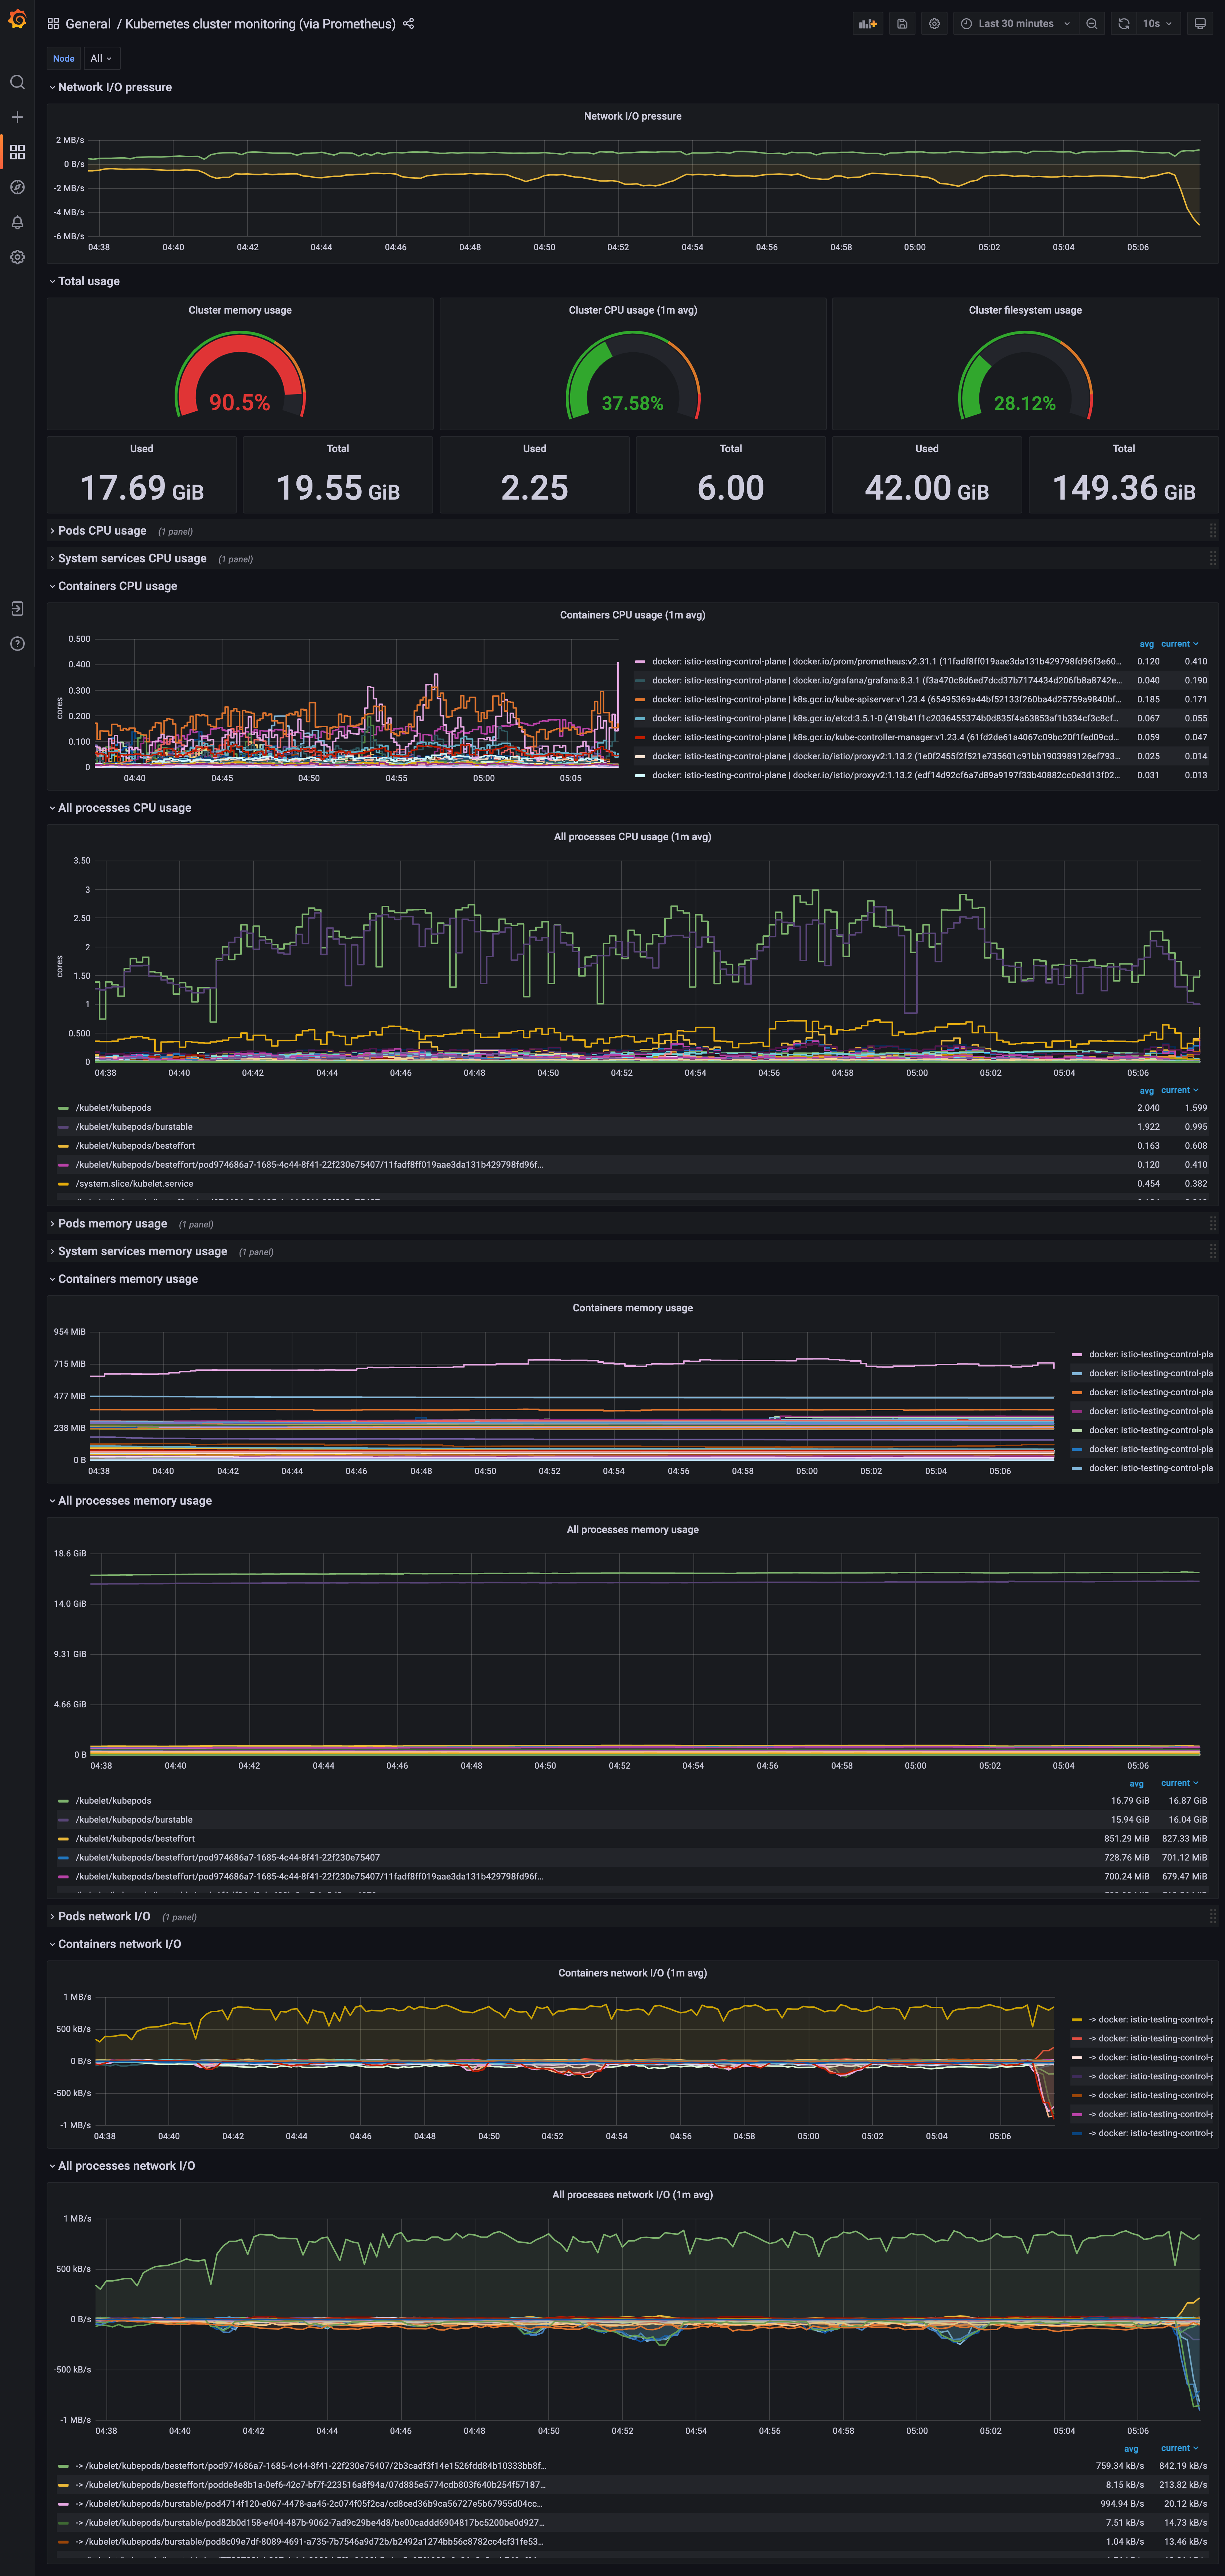 General / Kubernetes cluster monitoring (via Prometheus)
Last 30 minutes
10s
Node All
Network I/O pressure
Network I/O pressure
2 MB/s
0 B/s
-2 MB/s
-4 MB/s
-6 MB/s
04:38 04:40 04:42 04:44 04:46 04:48 04:50 04:52 04:54 04:56 04:58 05:00 05:02 05:04 05:06
Total usage
Cluster memory usage
90.5%
Cluster CPU usage (1m avg)
37.58%
Cluster filesystem usage
28.12%
Used
17.69 GiB
Total
19.55 GiB
Used
2.25
Total
6.00
Used
42.00 GiB
Total
149.36 GiB
Pods CPU usage (1 panel)
System services CPU usage (1 panel)
Containers CPU usage
Containers CPU usage (1m avg)
cores
0.500
0.400
0.300
0.200
0.100
0
04:40 04:45 04:50 04:55 05:00 05:05
avg current
docker: istio-testing-control-plane | docker.io/prom/prometheus:v2.31.1 (11fadf8ff019aae3da131b429798fd96f3e60... 0.120 0.410
docker: istio-testing-control-plane | docker.io/grafana/grafana:8.3.1 (f3a470c8d6ed7dcd37b7174434d206fb8a8742e... 0.040 0.190
docker: istio-testing-control-plane | k8s.gcr.io/kube-apiserver:v1.23.4 (65495369a44bf52133f260ba4d25759a9840bf... 0.185 0.171
docker: istio-testing-control-plane | k8s.gcr.io/etcd:3.5.1-0 (419b41f1c2036455374b0d835f4a63853af1b334cf3c8cf... 0.067 0.055
docker: istio-testing-control-plane | k8s.gcr.io/kube-controller-manager:v1.23.4 (61fd2de61a4067c09bc20f1fed09cd... 0.059 0.047
docker: istio-testing-control-plane | docker.io/istio/proxyv2:1.13.2 (1e0f2455f2f521e735601c91bb1903989126ef793... 0.025 0.014
docker: istio-testing-control-plane | docker.io/istio/proxyv2:1.13.2 (edf14d92cf6a7d89a9197f33b40882cc0e3d13f02... 0.031 0.013
All processes CPU usage
All processes CPU usage (1m avg)
cores
3.50
3
2.50
2
1.50
1
0.500
0
04:38 04:40 04:42 04:44 04:46 04:48 04:50 04:52 04:54 04:56 04:58 05:00 05:02 05:04 05:06
avg current
/kubelet/kubepods 2.040 1.599
/kubelet/kubepods/burstable 1.922 0.995
/kubelet/kubepods/besteffort 0.163 0.608
/kubelet/kubepods/besteffort/pod974686a7-1685-4c44-8f41-22f230e75407/11fadf8ff019aae3da131b429798fd96f... 0.120 0.410
/system.slice/kubelet.service 0.454 0.382
Pods memory usage (1 panel)
System services memory usage (1 panel)
Containers memory usage
Containers memory usage
954 MiB
715 MiB
477 MiB
238 MiB
0 B
04:38 04:40 04:42 04:44 04:46 04:48 04:50 04:52 04:54 04:56 04:58 05:00 05:02 05:04 05:06
docker: istio-testing-control-pla
docker: istio-testing-control-pla
docker: istio-testing-control-pla
docker: istio-testing-control-pla
docker: istio-testing-control-pla
docker: istio-testing-control-pla
docker: istio-testing-control-pla
All processes memory usage
All processes memory usage
18.6 GiB
14.0 GiB
9.31 GiB
4.66 GiB
0 B
04:38 04:40 04:42 04:44 04:46 04:48 04:50 04:52 04:54 04:56 04:58 05:00 05:02 05:04 05:06
avg current
/kubelet/kubepods 16.79 GiB 16.87 GiB
/kubelet/kubepods/burstable 15.94 GiB 16.04 GiB
/kubelet/kubepods/besteffort 851.29 MiB 827.33 MiB
/kubelet/kubepods/besteffort/pod974686a7-1685-4c44-8f41-22f230e75407 728.76 MiB 701.12 MiB
/kubelet/kubepods/besteffort/pod974686a7-1685-4c44-8f41-22f230e75407/11fadf8ff019aae3da131b429798fd96f... 700.24 MiB 679.47 MiB
Pods network I/O (1 panel)
Containers network I/O
Containers network I/O (1m avg)
1 MB/s
500 kB/s
0 B/s
-500 kB/s
-1 MB/s
04:38 04:40 04:42 04:44 04:46 04:48 04:50 04:52 04:54 04:56 04:58 05:00 05:02 05:04 05:06
-> docker: istio-testing-control-p
-> docker: istio-testing-control-p
-> docker: istio-testing-control-p
-> docker: istio-testing-control-p
-> docker: istio-testing-control-p
-> docker: istio-testing-control-p
-> docker: istio-testing-control-p
All processes network I/O
All processes network I/O (1m avg)
1 MB/s
500 kB/s
0 B/s
-500 kB/s
-1 MB/s
04:38 04:40 04:42 04:44 04:46 04:48 04:50 04:52 04:54 04:56 04:58 05:00 05:02 05:04 05:06
avg current
-> /kubelet/kubepods/besteffort/pod974686a7-1685-4c44-8f41-22f230e75407/2b3cadf3f14e1526fdd84b10333bb8f... 759.34 kB/s 842.19 kB/s
-> /kubelet/kubepods/besteffort/podde8e8b1a-0ef6-42c7-bf7f-223516a8f94a/07d885e5774cdb803f640b254f57187... 8.15 kB/s 213.82 kB/s
-> /kubelet/kubepods/burstable/pod4714f120-e067-4478-aa45-2c074f05f2ca/cd8ced36b9ca56727e5b67955d04cc... 994.94 B/s 20.12 kB/s
-> /kubelet/kubepods/burstable/pod82b0d158-e404-487b-9062-7ad9c29be4d8/be00caddd6904817bc5200be0d927... 7.51 kB/s 14.73 kB/s
-> /kubelet/kubepods/burstable/pod8c09e7df-8089-4691-a735-7b7546a9d72b/b2492a1274bb56c8782cc4cf31fe53... 1.04 kB/s 13.46 kB/s